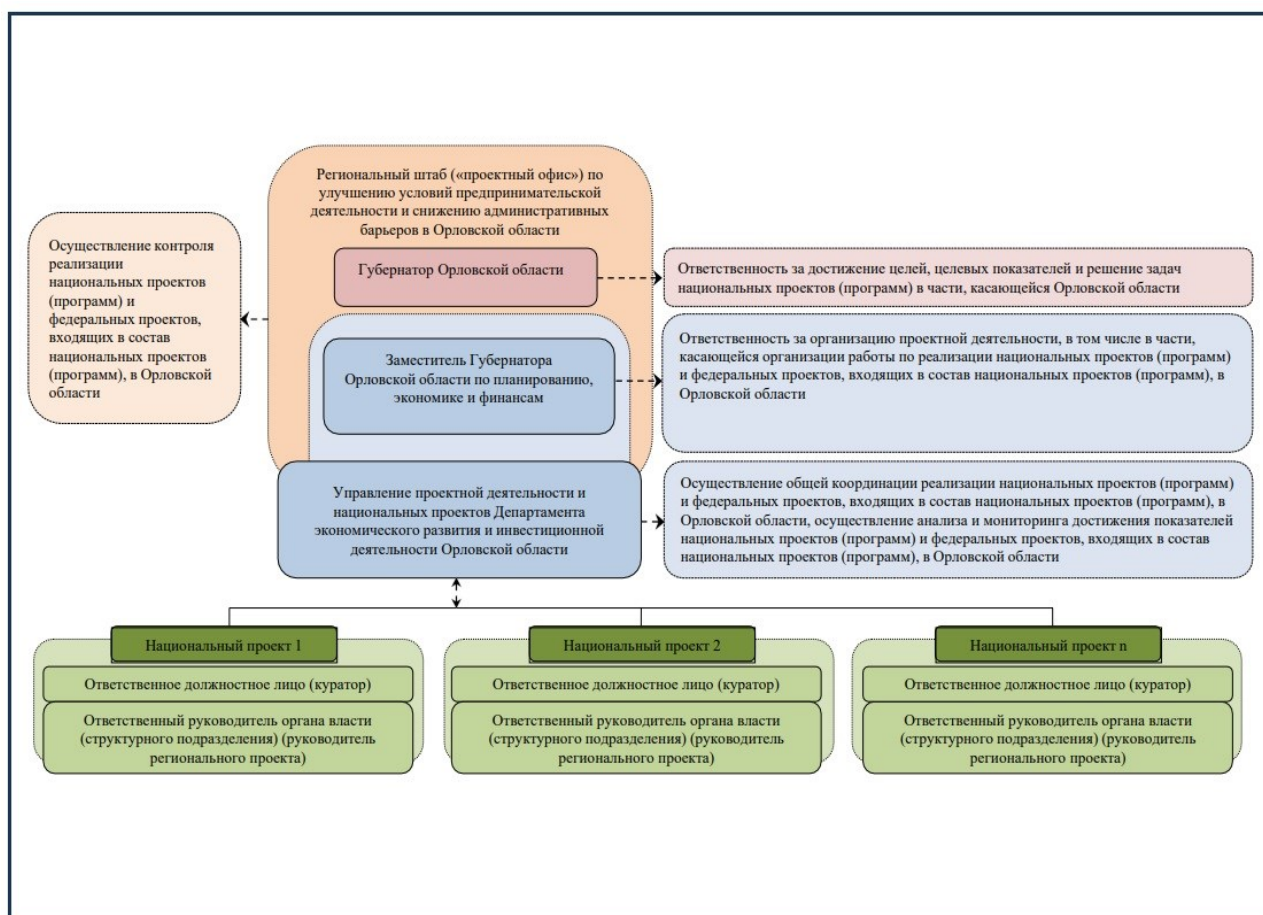 Региональный штаб («проектный офис») по
улучшению условий предпринимательской
деятельности и снижению административных
барьеров в Орловской области
Осуществление контроля
реализации
национальных проектов
(программ) и
федеральных проектов,
входящих в состав
национальных проектов
(программ), в Орловской
области
Губернатор Орловской области
Ответственность за достижение целей, целевых показателей и решение задач
национальных проектов (программ) в части, касающейся Орловской области
Заместитель Губернатора
Орловской области по планированию,
экономике и финансам
Ответственность за организацию проектной деятельности, в том числе в части,
касающейся организации работы по реализации национальных проектов (программ)
и федеральных проектов, входящих в состав национальных проектов (программ), в
Орловской области
Управление проектной деятельности и
национальных проектов Департамента
экономического развития и инвестиционной
деятельности Орловской области
Осуществление общей координации реализации национальных проектов (программ)
и федеральных проектов, входящих в состав национальных проектов (программ), в
Орловской области, осуществление анализа и мониторинга достижения показателей
национальных проектов (программ) и федеральных проектов, входящих в состав
национальных проектов (программ), в Орловской области
Национальный проект 1
Ответственное должностное лицо (куратор)
Ответственный руководитель органа власти
(структурного подразделения) (руководитель
регионального проекта)
Национальный проект 2
Ответственное должностное лицо (куратор)
Ответственный руководитель органа власти
(структурного подразделения) (руководитель
регионального проекта)
Национальный проект n
Ответственное должностное лицо (куратор)
Ответственный руководитель органа власти
(структурного подразделения) (руководитель
регионального проекта)